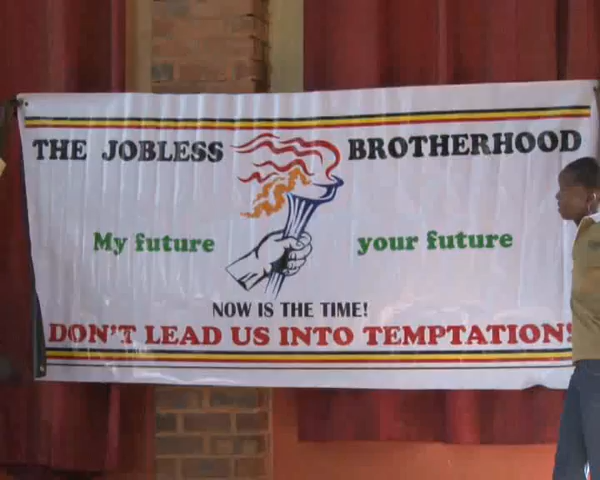 THE JOBLESS BROTHERHOOD
My future your future
NOW IS THE TIME!
DON'T LEAD US INTO TEMPTATION!